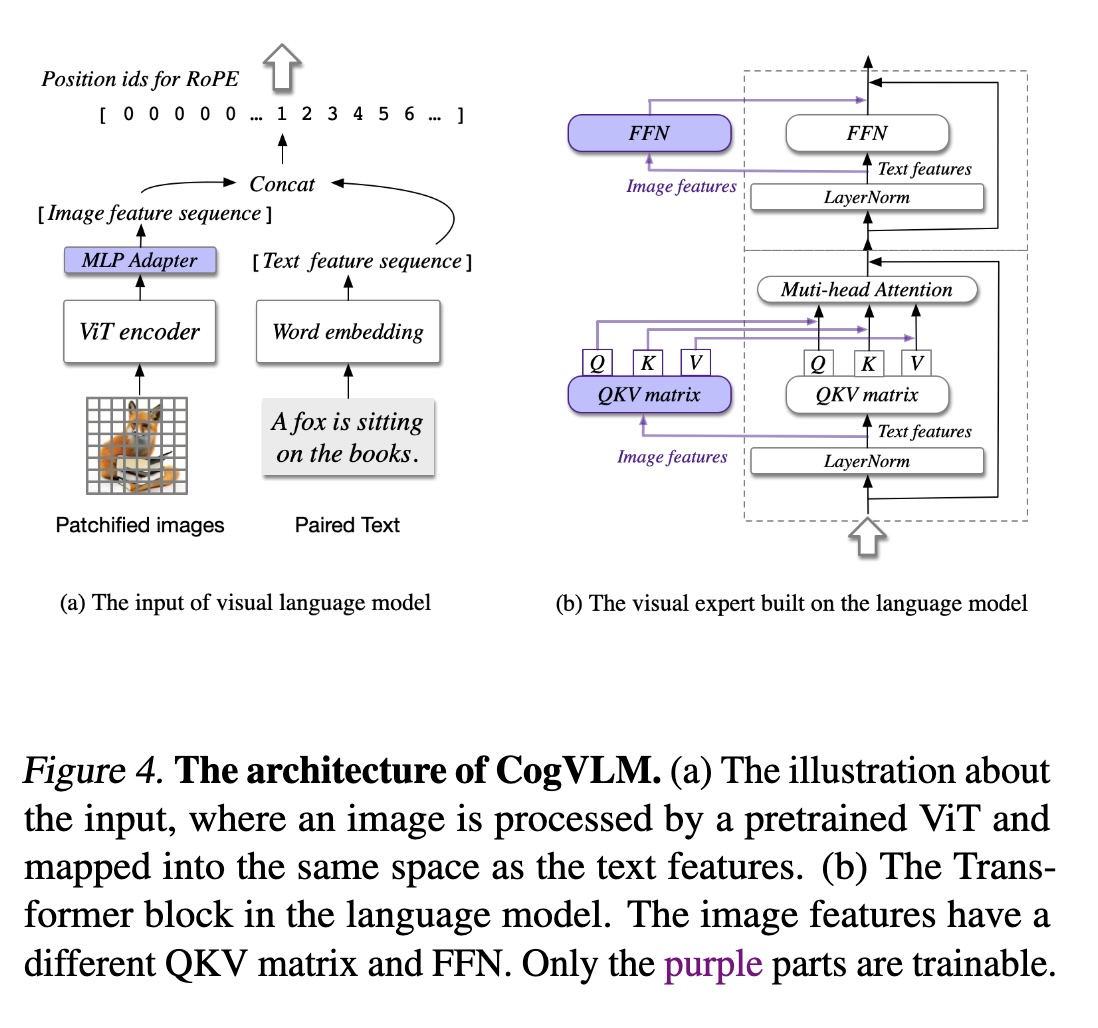 Position ids for RoPE
[ 0 0 0 0 0 … 1 2 3 4 5 6 … ]
Concat
[Image feature sequence]
MLP Adapter
[Text feature sequence]
ViT encoder
Word embedding
A fox is sitting
on the books.
Patchified images
Paired Text
(a) The input of visual language model
FFN
FFN
Text features
Image features
LayerNorm
Muti-head Attention
Q K V
Q K V
QKV matrix
QKV matrix
Text features
Image features
LayerNorm
(b) The visual expert built on the language model
Figure 4. The architecture of CogVLM. (a) The illustration about
the input, where an image is processed by a pretrained ViT and
mapped into the same space as the text features. (b) The Trans-
former block in the language model. The image features have a
different QKV matrix and FFN. Only the purple parts are trainable.